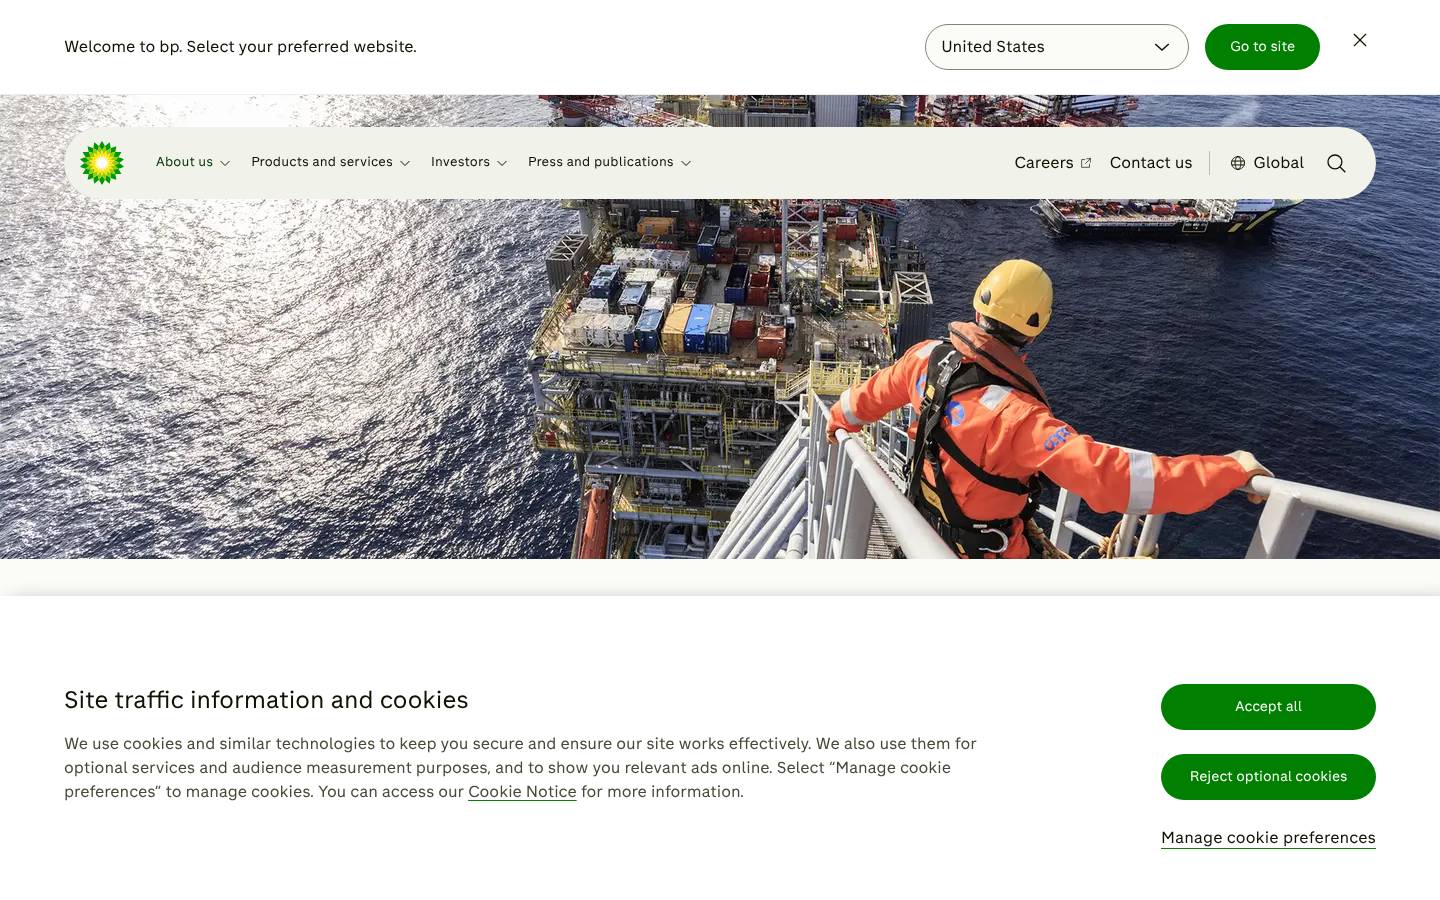 Welcome to bp. Select your preferred website.
United States
Go to site
About us
Products and services
Investors
Press and publications
Careers
Contact us
Global
Site traffic information and cookies
We use cookies and similar technologies to keep you secure and ensure our site works effectively. We also use them for
optional services and audience measurement purposes, and to show you relevant ads online. Select “Manage cookie
preferences” to manage cookies. You can access our Cookie Notice for more information.
Accept all
Reject optional cookies
Manage cookie preferences